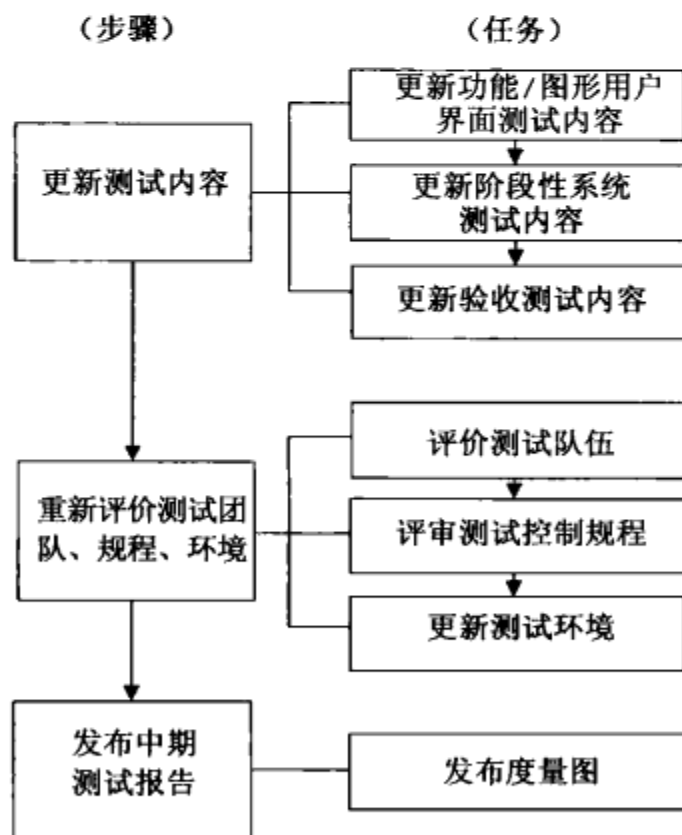 （步骤）
（任务）
更新测试内容
更新功能/图形用户
界面测试内容
更新阶段性系统
测试内容
更新验收测试内容
重新评价测试团
队、规程、环境
评价测试队伍
评审测试控制规程
更新测试环境
发布中期
测试报告
发布度量图